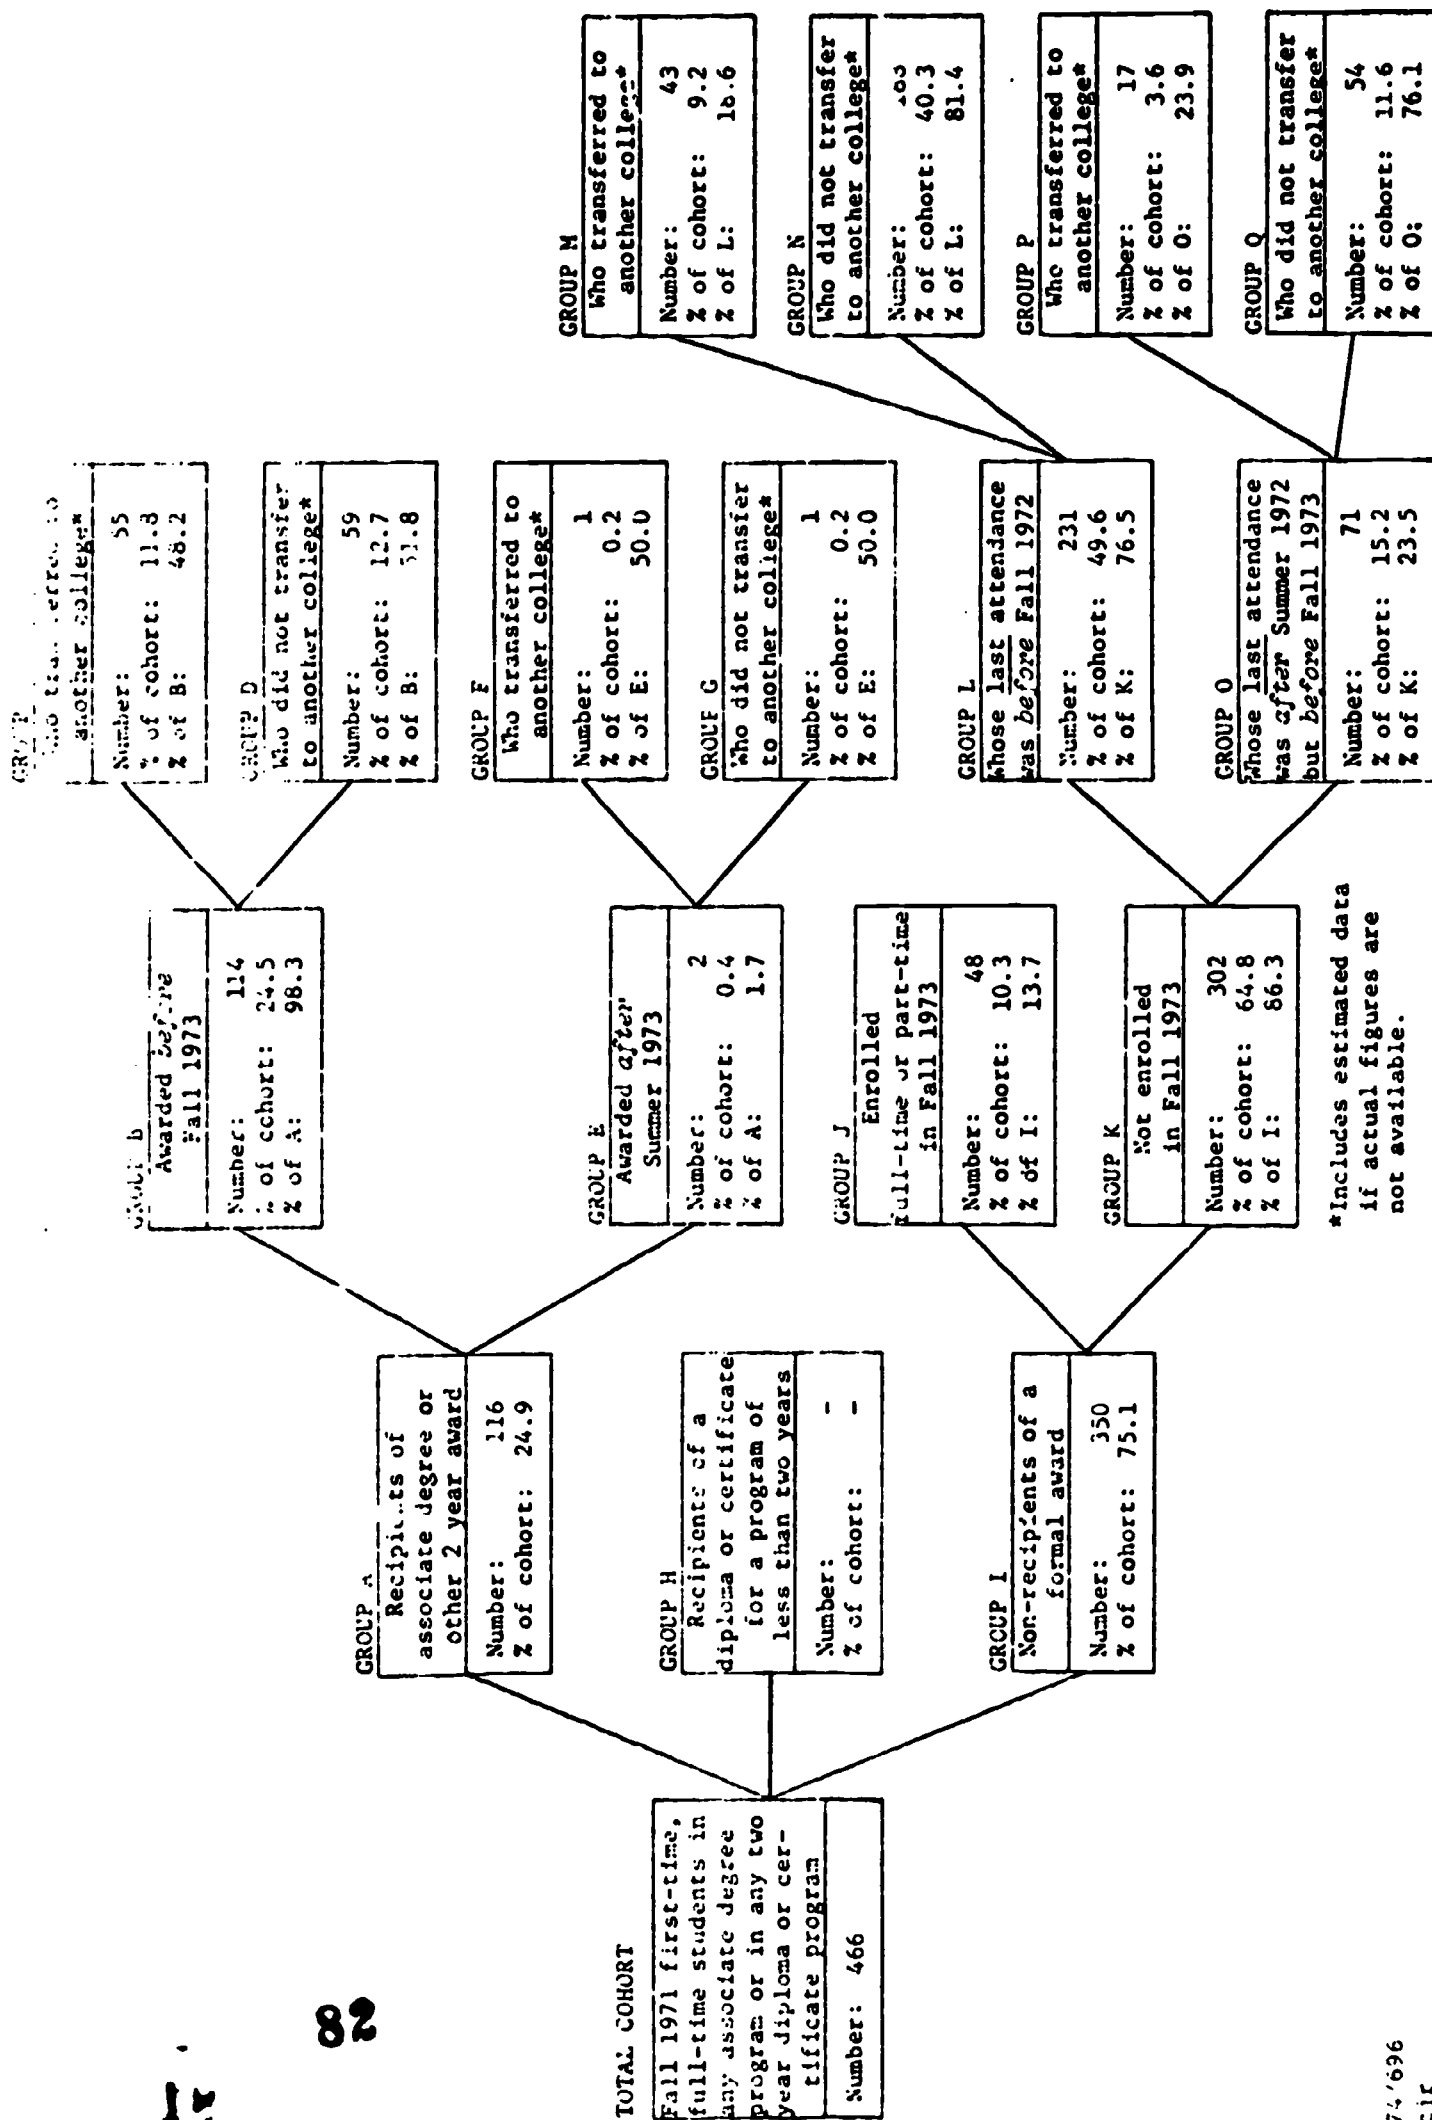 TOTAL COHORT
Fall 1971 first-time,
full-time students in
any associate degree
program or in any two
year diploma or cer-
tificate program
Number: 466
GROUP A
Recipients of
associate degree or
other 2 year award
Number: 116
% of cohort: 24.9
GROUP H
Recipients of a
diploma or certificate
for a program of
less than two years
Number: -
% of cohort: -
GROUP I
Non-recipients of a
formal award
Number: 350
% of cohort: 75.1
GROUP B
Awarded before
Fall 1973
Number: 114
% of cohort: 24.5
% of A: 98.3
GROUP E
Awarded after
Summer 1973
Number: 2
% of cohort: 0.4
% of A: 1.7
GROUP J
Enrolled
full-time or part-time
in Fall 1973
Number: 48
% of cohort: 10.3
% of I: 13.7
GROUP K
Not enrolled
in Fall 1973
Number: 302
% of cohort: 64.8
% of I: 86.3
*Includes estimated data
if actual figures are
not available.
GROUP
Who transferred to
another college*
Number: 55
% of cohort: 11.8
% of B: 48.2
GROUP D
Who did not transfer
to another college*
Number: 59
% of cohort: 12.7
% of B: 51.8
GROUP F
Who transferred to
another college*
Number: 1
% of cohort: 0.2
% of E: 50.0
GROUP G
Who did not transfer
to another college*
Number: 1
% of cohort: 0.2
% of E: 50.0
GROUP L
Whose last attendance
was before Fall 1972
Number: 231
% of cohort: 49.6
% of K: 76.5
GROUP O
Whose last attendance
was after Summer 1972
but before Fall 1973
Number: 71
% of cohort: 15.2
% of K: 23.5
GROUP M
Who transferred to
another college*
Number: 43
% of cohort: 9.2
% of L: 18.6
GROUP N
Who did not transfer
to another college*
Number:
% of cohort: 40.3
% of L: 81.4
GROUP P
Who transferred to
another college*
Number: 17
% of cohort: 3.6
% of O: 23.9
GROUP Q
Who did not transfer
to another college*
Number: 54
% of cohort: 11.6
% of O: 76.1
82